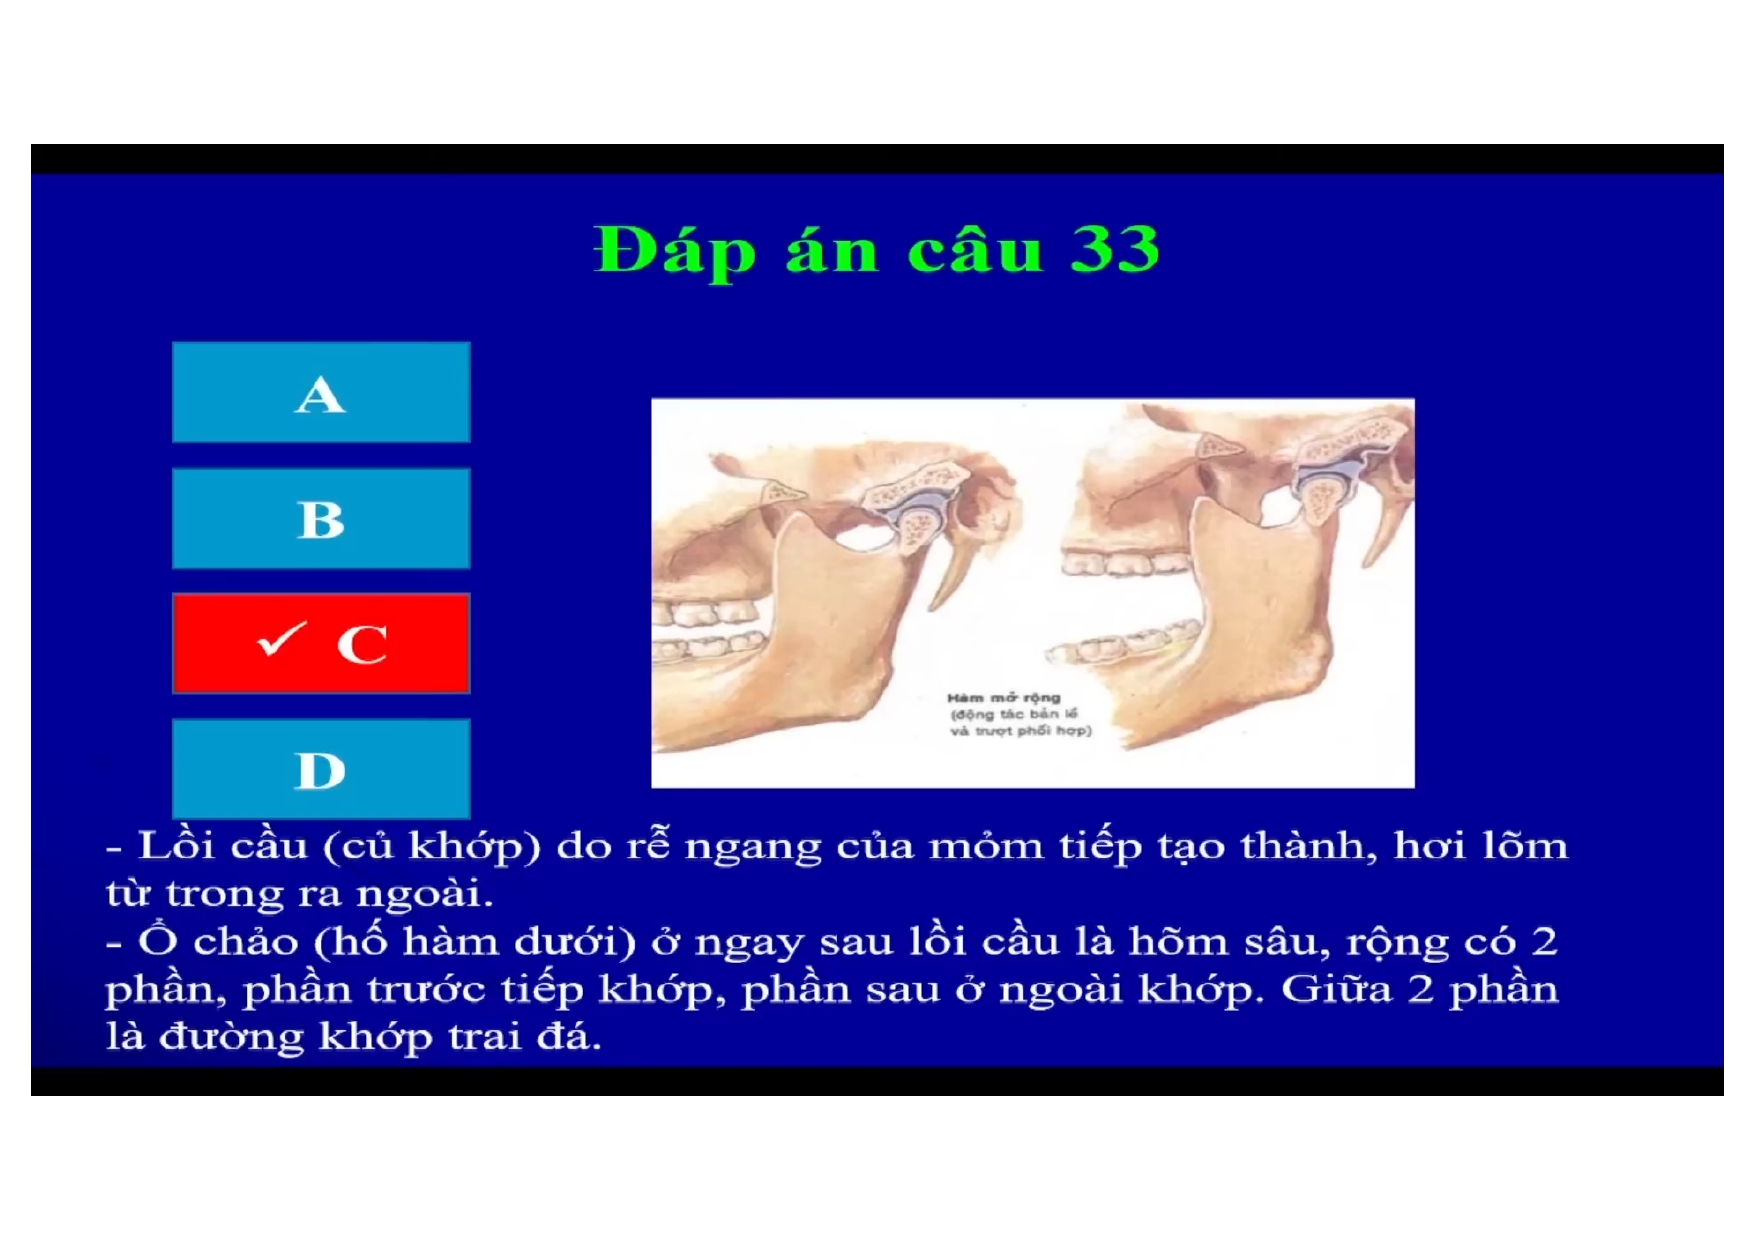 Đáp án câu 33
A
B
✓ C
D
Hàm mở rộng
(động tác bản lề
và trượt phối hợp)
- Lồi cầu (củ khớp) do rễ ngang của mỏm tiếp tạo thành, hơi lõm
từ trong ra ngoài.
- Ổ chảo (hố hàm dưới) ở ngay sau lồi cầu là hõm sâu, rộng có 2
phần, phần trước tiếp khớp, phần sau ở ngoài khớp. Giữa 2 phần
là đường khớp trai đá.